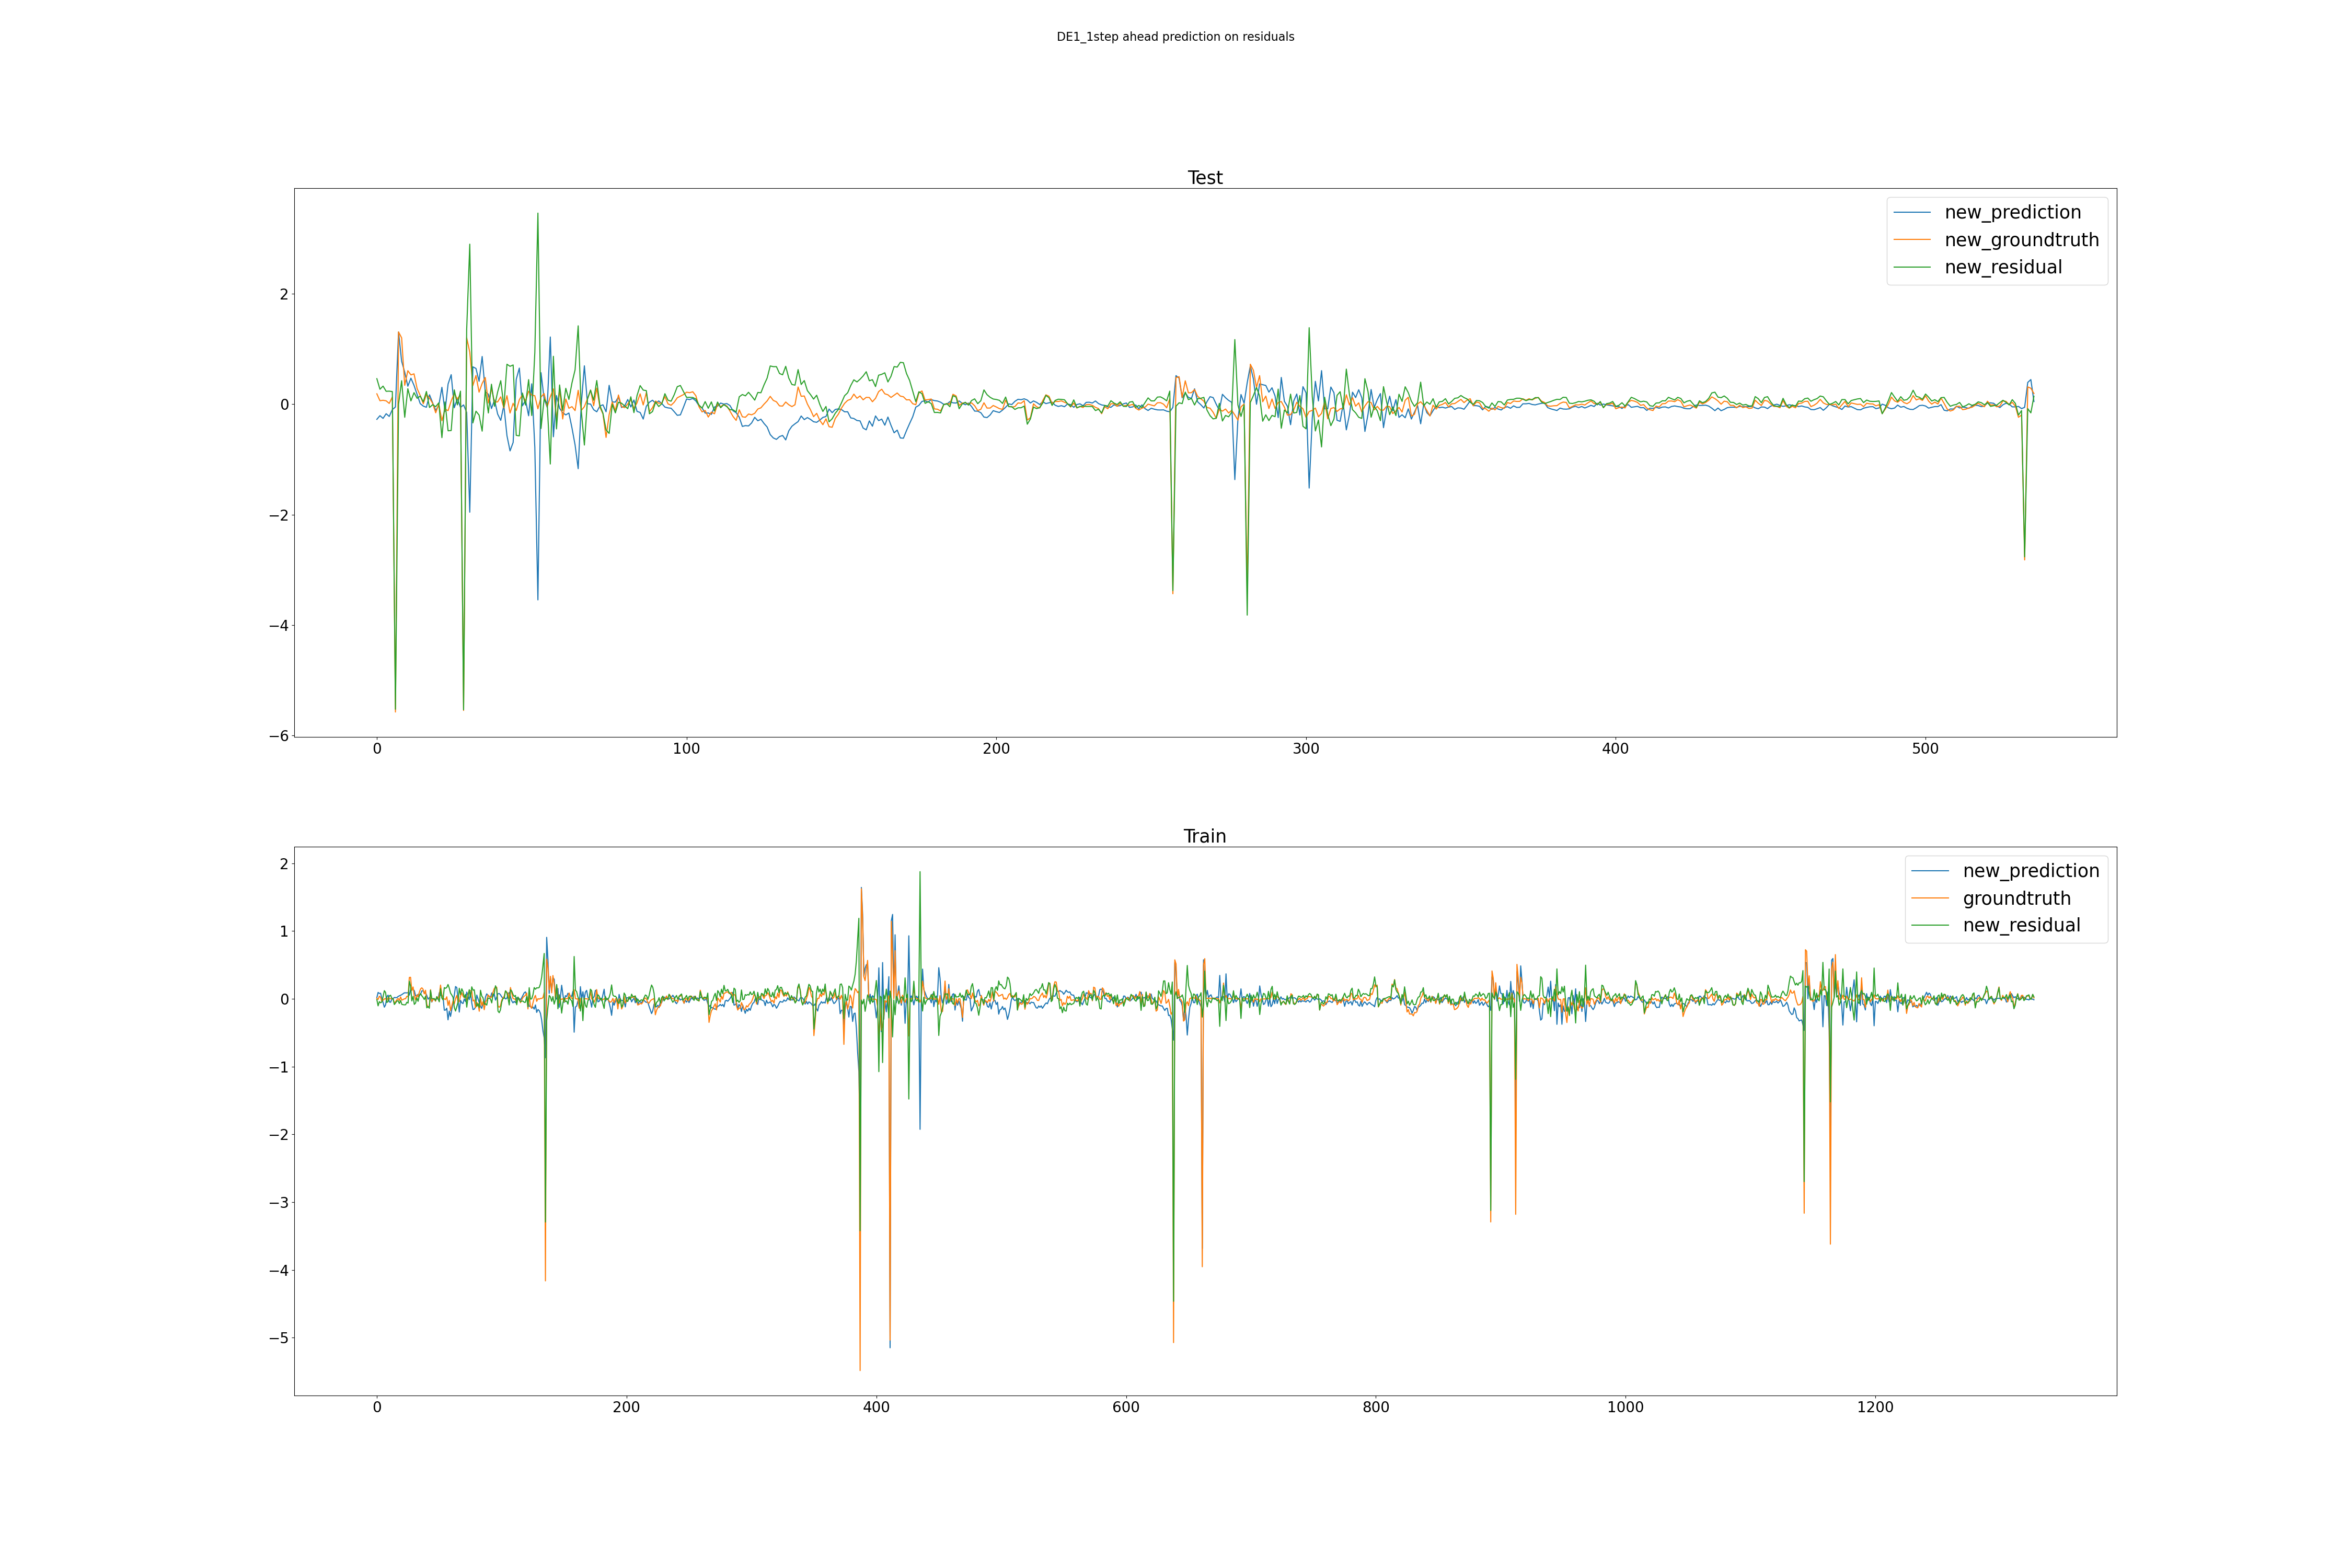 DE1_1step ahead prediction on residuals
Test
new_prediction
new_groundtruth
new_residual
2
0
−2
−4
−6
0 100 200 300 400 500
Train
new_prediction
groundtruth
new_residual
2
1
0
−1
−2
−3
−4
−5
0 200 400 600 800 1000 1200